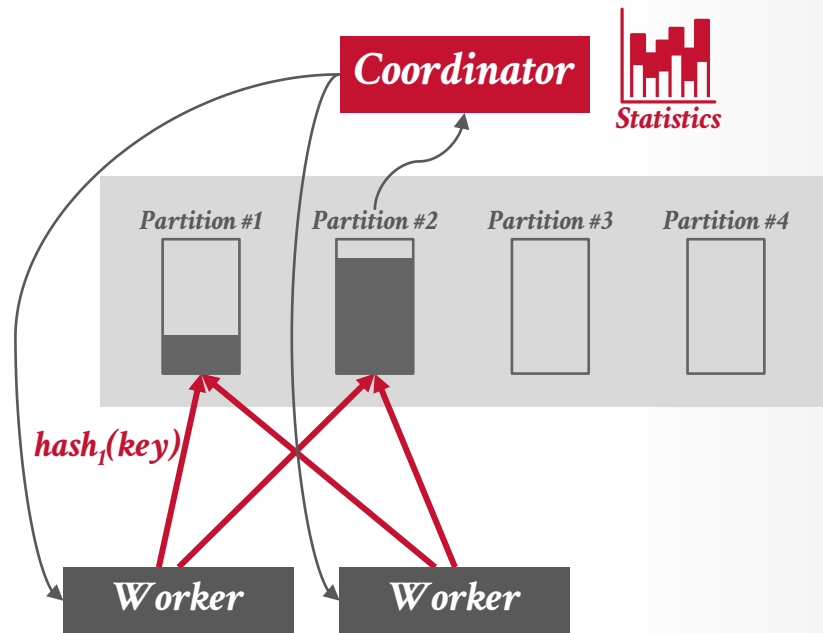 Coordinator
Statistics
Partition #1
Partition #2
Partition #3
Partition #4
hash₁(key)
Worker
Worker